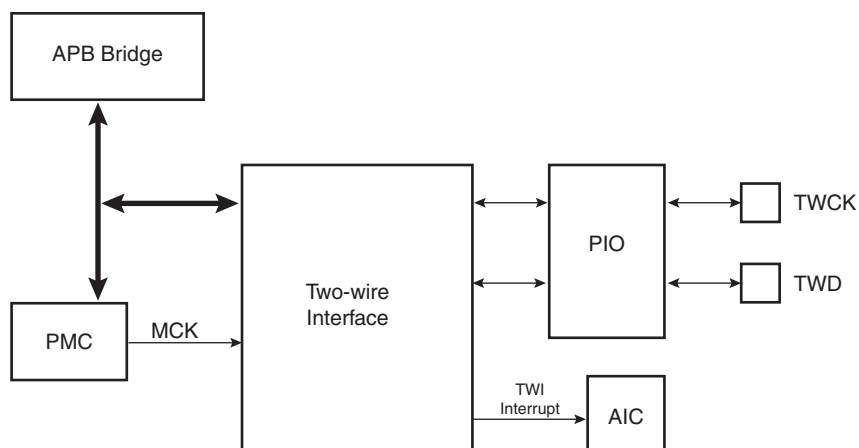 APB Bridge
TWCK
PIO
Two-wire
Interface
TWD
PMC
MCK
TWI
Interrupt
AIC